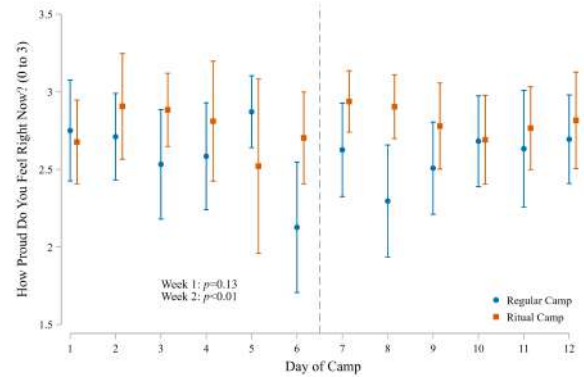 How Proud Do You Feel Right Now? (0 to 3)
3.5
3
2.5
2
1.5
Week 1: p=0.13
Week 2: p<0.01
Regular Camp
Ritual Camp
1 2 3 4 5 6 7 8 9 10 11 12
Day of Camp